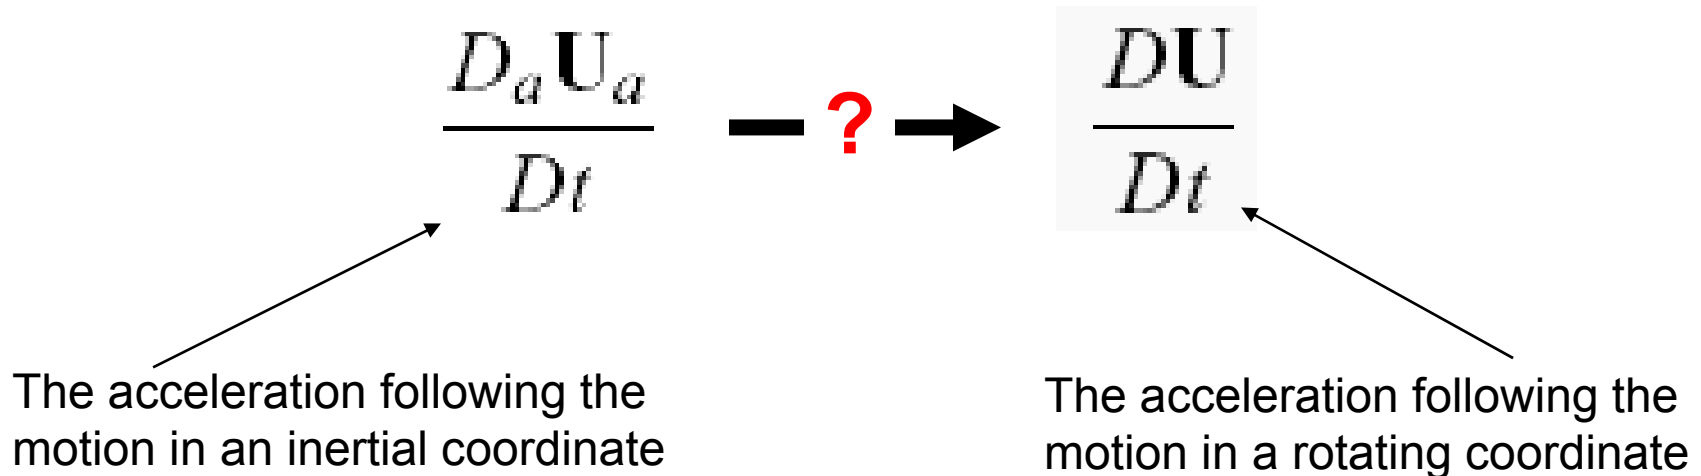 D_a𝐔_a / Dt — ? → D𝐔 / Dt
The acceleration following the
motion in an inertial coordinate
The acceleration following the
motion in a rotating coordinate